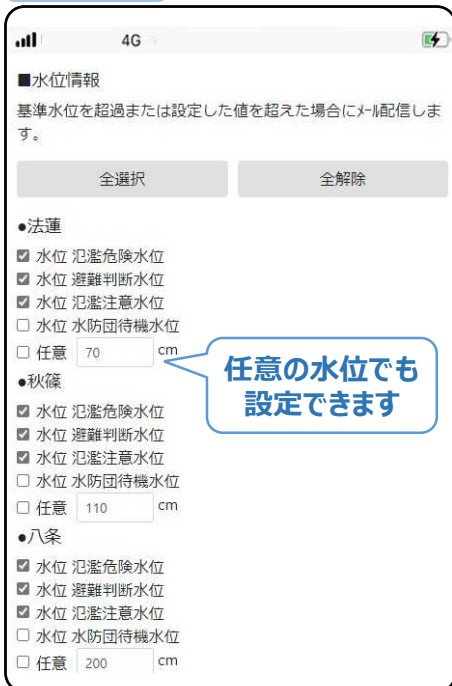 4G
■水位情報
基準水位を超過または設定した値を超えた場合にﾒｰﾙ配信しま
す。
全選択 全解除
●法蓮
水位 氾濫危険水位
水位 避難判断水位
水位 氾濫注意水位
水位 水防団待機水位
任意 70 cm
任意の水位でも
設定できます
●秋篠
水位 氾濫危険水位
水位 避難判断水位
水位 氾濫注意水位
水位 水防団待機水位
任意 110 cm
●八条
水位 氾濫危険水位
水位 避難判断水位
水位 氾濫注意水位
水位 水防団待機水位
任意 200 cm